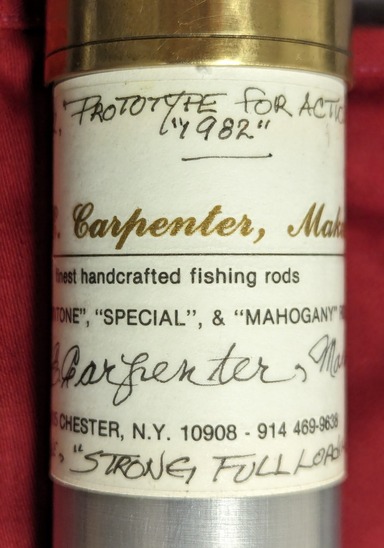 "PROTOTYPE FOR ACTIO
"1982"
Carpenter, Mak
finest handcrafted fishing rods
TONE", "SPECIAL", & "MAHOGANY"
Carpenter, Ma
CHESTER, N.Y. 10908 - 914 469-9638
"STRONG FULL LOAD